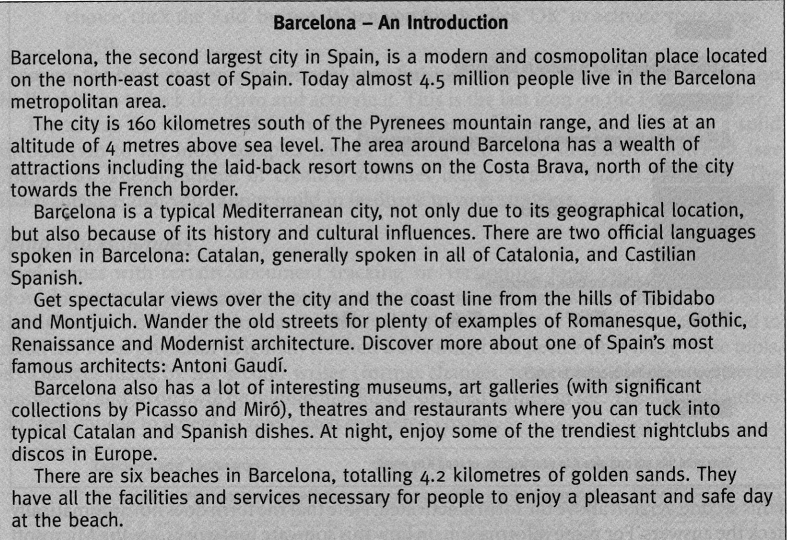 Barcelona – An Introduction
Barcelona, the second largest city in Spain, is a modern and cosmopolitan place located
on the north-east coast of Spain. Today almost 4.5 million people live in the Barcelona
metropolitan area.
The city is 160 kilometres south of the Pyrenees mountain range, and lies at an
altitude of 4 metres above sea level. The area around Barcelona has a wealth of
attractions including the laid-back resort towns on the Costa Brava, north of the city
towards the French border.
Barcelona is a typical Mediterranean city, not only due to its geographical location,
but also because of its history and cultural influences. There are two official languages
spoken in Barcelona: Catalan, generally spoken in all of Catalonia, and Castilian
Spanish.
Get spectacular views over the city and the coast line from the hills of Tibidabo
and Montjuich. Wander the old streets for plenty of examples of Romanesque, Gothic,
Renaissance and Modernist architecture. Discover more about one of Spain's most
famous architects: Antoni Gaudí.
Barcelona also has a lot of interesting museums, art galleries (with significant
collections by Picasso and Miró), theatres and restaurants where you can tuck into
typical Catalan and Spanish dishes. At night, enjoy some of the trendiest nightclubs and
discos in Europe.
There are six beaches in Barcelona, totalling 4.2 kilometres of golden sands. They
have all the facilities and services necessary for people to enjoy a pleasant and safe day
at the beach.